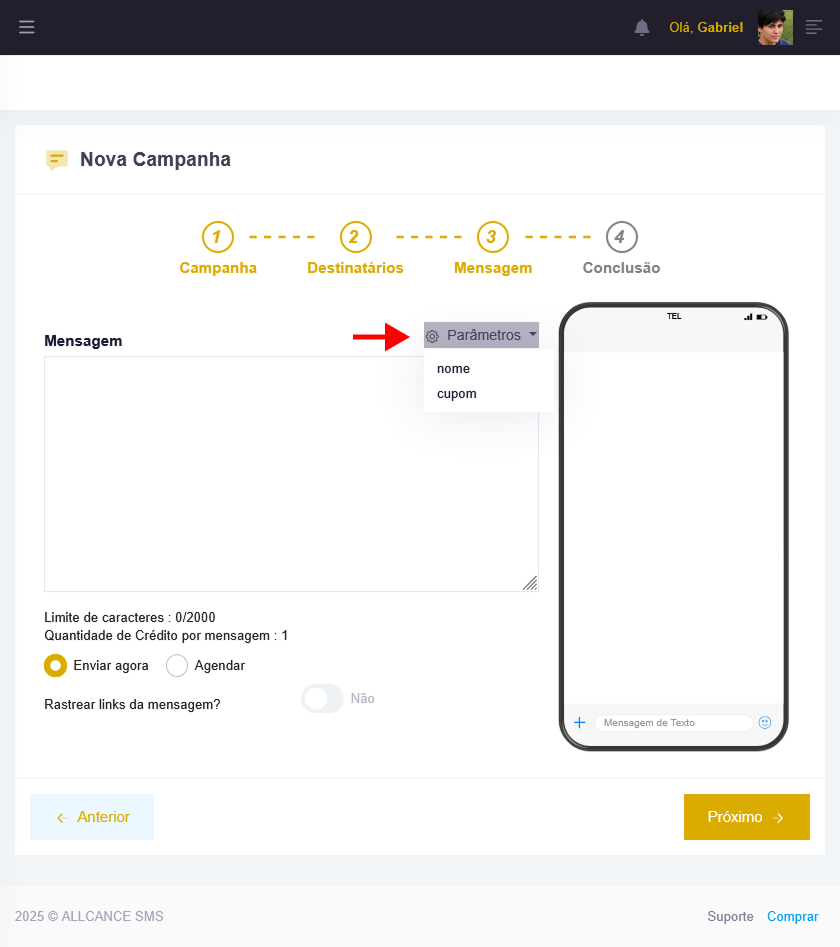 Olá, Gabriel
Nova Campanha
1 2 3 4
Campanha Destinatários Mensagem Conclusão
Mensagem
Parâmetros
nome
cupom
TEL
Limite de caracteres : 0/2000
Quantidade de Crédito por mensagem : 1
Enviar agora Agendar
Rastrear links da mensagem? Não
+ Mensagem de Texto
← Anterior
Próximo →
2025 © ALLCANCE SMS
Suporte Comprar